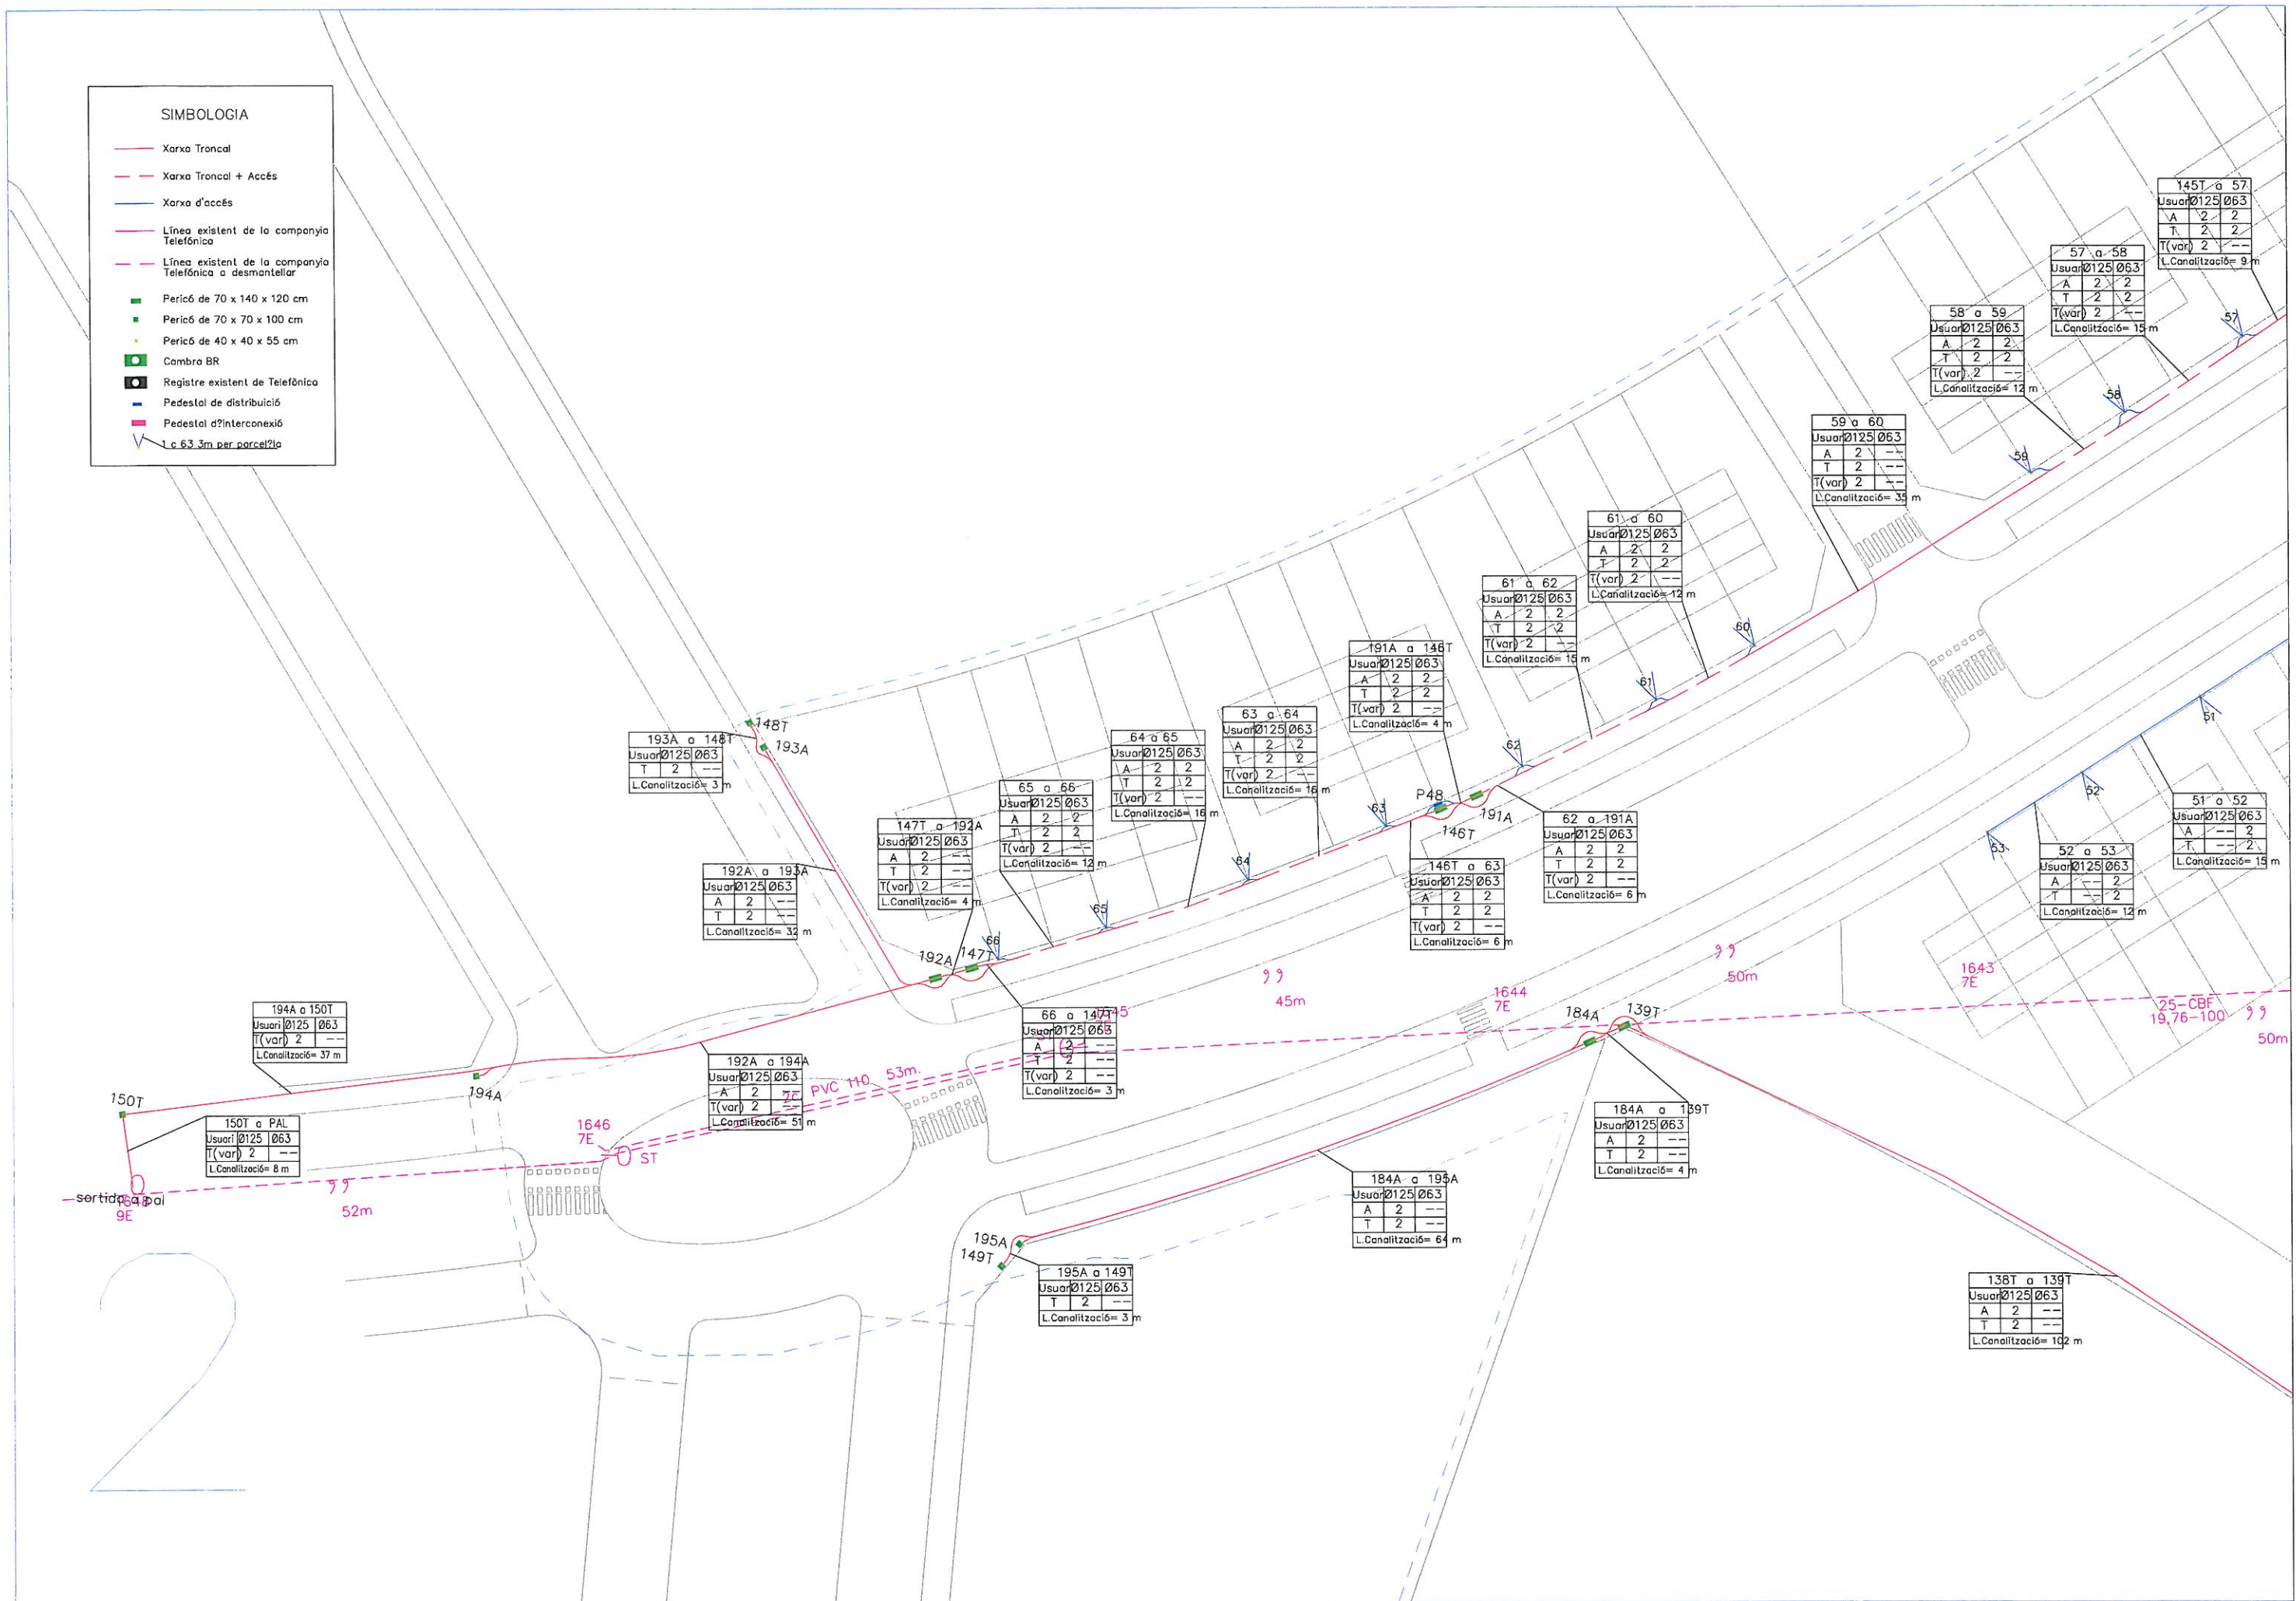 SIMBOLOGIA
Xarxa Troncal
Xarxa Troncal + Accés
Xarxa d'accés
Línea existent de la companyia
Telefònica
Línea existent de la companyia
Telefònica a desmantellar
Pericó de 70 x 140 x 120 cm
Pericó de 70 x 70 x 100 cm
Pericó de 40 x 40 x 55 cm
Cambra BR
Registre existent de Telefònica
Pedestal de distribuició
Pedestal d?interconexió
1 c 63 3m per parcel?la
145T a 57
Usuari Ø125 Ø63
A 2 2
T 2 2
T(var) 2 --
L.Canalització= 9 m
57 a 58
Usuari Ø125 Ø63
A 2 2
T 2 2
T(var) 2 --
L.Canalització= 15 m
58 a 59
Usuari Ø125 Ø63
A 2 2
T 2 2
T(var) 2 --
L.Canalització= 12 m
59 a 60
Usuari Ø125 Ø63
A 2 --
T 2 --
T(var) 2 --
L.Canalització= 35 m
61 a 60
Usuari Ø125 Ø63
A 2 2
T 2 2
T(var) 2 --
L.Canalització= 12 m
61 a 62
Usuari Ø125 Ø63
A 2 2
T 2 2
T(var) 2 --
L.Canalització= 15 m
191A a 146T
Usuari Ø125 Ø63
A 2 2
T 2 2
T(var) 2 --
L.Canalització= 4 m
63 a 64
Usuari Ø125 Ø63
A 2 2
T 2 2
T(var) 2 --
L.Canalització= 16 m
64 a 65
Usuari Ø125 Ø63
A 2 2
T 2 2
T(var) 2 --
L.Canalització= 16 m
65 a 66
Usuari Ø125 Ø63
A 2 2
T 2 2
T(var) 2 --
L.Canalització= 12 m
147T a 192A
Usuari Ø125 Ø63
A 2 --
T 2 --
T(var) 2 --
L.Canalització= 4 m
193A a 148T
Usuari Ø125 Ø63
T 2 --
L.Canalització= 3 m
192A a 193A
Usuari Ø125 Ø63
A 2 --
T 2 --
L.Canalització= 32 m
62 a 191A
Usuari Ø125 Ø63
A 2 2
T 2 2
T(var) 2 --
L.Canalització= 6 m
146T a 63
Usuari Ø125 Ø63
A 2 2
T 2 2
T(var) 2 --
L.Canalització= 6 m
51 a 52
Usuari Ø125 Ø63
A -- 2
T -- 2
L.Canalització= 15 m
52 a 53
Usuari Ø125 Ø63
A -- 2
T -- 2
L.Canalització= 12 m
194A a 150T
Usuari Ø125 Ø63
T(var) 2 --
L.Canalització= 37 m
150T a PAL
Usuari Ø125 Ø63
T(var) 2 --
L.Canalització= 8 m
192A a 194A
Usuari Ø125 Ø63
A 2 --
T(var) 2 --
L.Canalització= 51 m
66 a 147T
Usuari Ø125 Ø63
A 2 --
T 2 --
T(var) 2 --
L.Canalització= 3 m
184A a 139T
Usuari Ø125 Ø63
A 2 --
T 2 --
L.Canalització= 4 m
184A a 195A
Usuari Ø125 Ø63
A 2 --
T 2 --
L.Canalització= 64 m
195A a 149T
Usuari Ø125 Ø63
T 2 --
L.Canalització= 3 m
138T a 139T
Usuari Ø125 Ø63
A 2 --
T 2 --
L.Canalització= 102 m
57
58
59
60
61
62
63
64
65
66
51
52
53
148T
193A
P48
191A
146T
192A
147T
150T
194A
184A
139T
195A
149T
sortida a pal
9E
99
52m
1646
7E
ST
2c PVC 110 53m.
99
45m
1644
7E
99
50m
1643
7E
25-CBF
19,76-100
99
50m
2